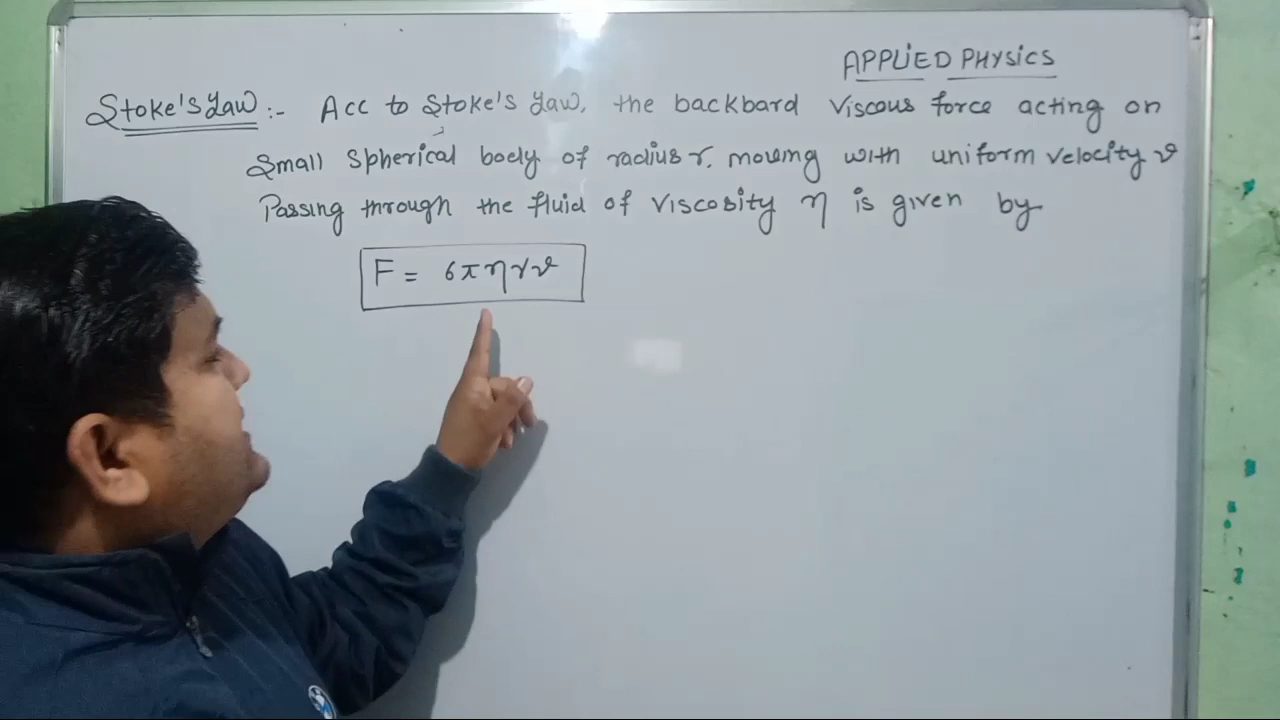 APPLIED PHYSICS
Stoke's Law :- Acc to Stoke's Law, the backbard Viscous force acting on
Small Spherical body of radius r, moving with uniform velocity v
Passing through the fluid of Viscosity η is given by
F = 6πηrv